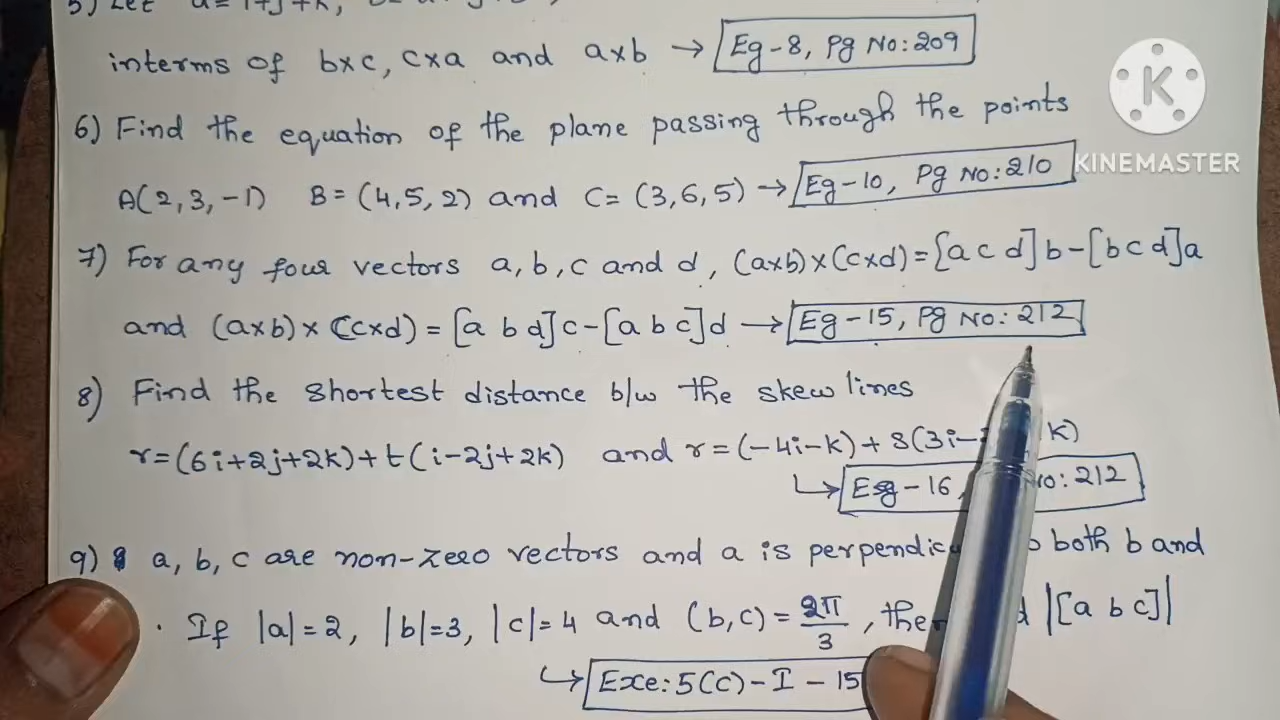 5) Let a = i+j+k,
interms of b×c, c×a and a×b → Eg-8, Pg No:209
6) Find the equation of the plane passing through the points
A(2,3,-1) B=(4,5,2) and C=(3,6,5) → Eg-10, Pg No:210
KINEMASTER
7) For any four vectors a, b, c and d, (a×b)×(c×d)=[a c d]b-[b c d]a
and (a×b)×(c×d)=[a b d]c-[a b c]d → Eg-15, Pg No:212
8) Find the shortest distance b/w the skew lines
r=(6i+2j+2k)+t(i-2j+2k) and r=(-4i-k)+s(3i- k)
↳ Eg-16, No:212
9) a, b, c are non-zero vectors and a is both b and
. If |a|=2, |b|=3, |c|=4 and (b,c)=2π/3, |[a b c]|
↳ Exe:5(c)-I-15